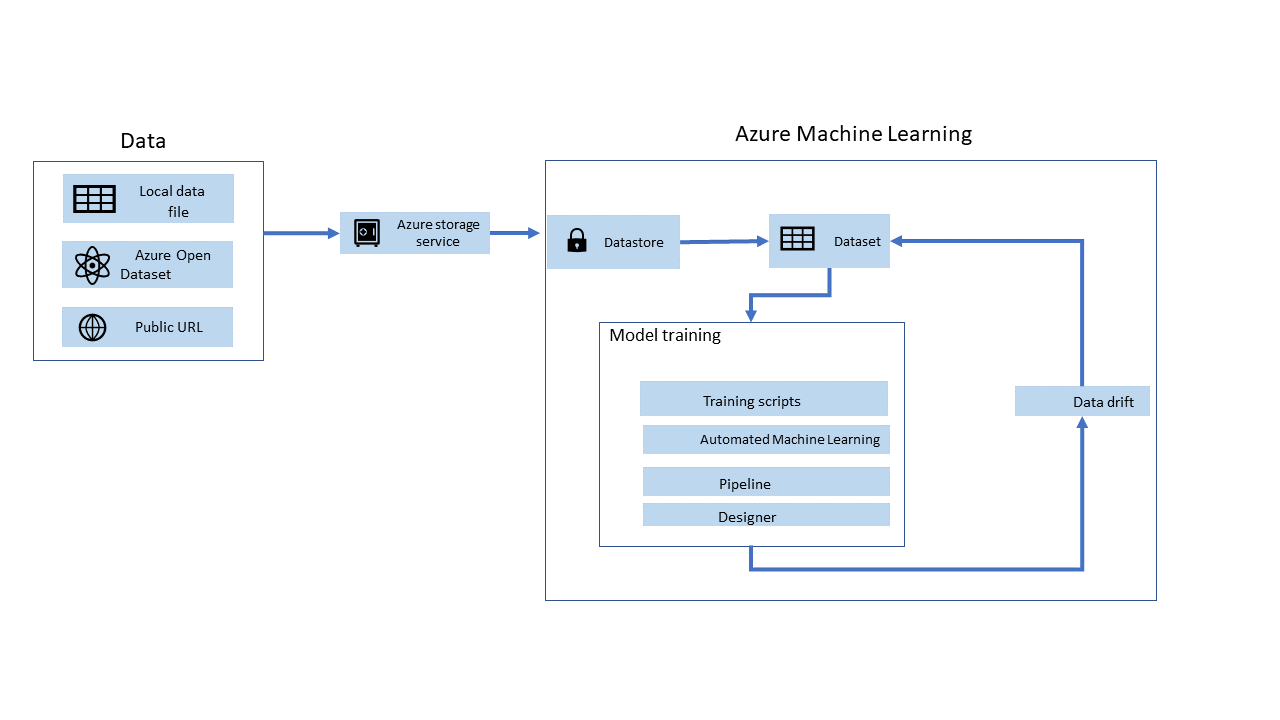 Data
Local data
file
Azure Open
Dataset
Public URL
Azure storage
service
Azure Machine Learning
Datastore
Dataset
Model training
Training scripts
Automated Machine Learning
Pipeline
Designer
Data drift